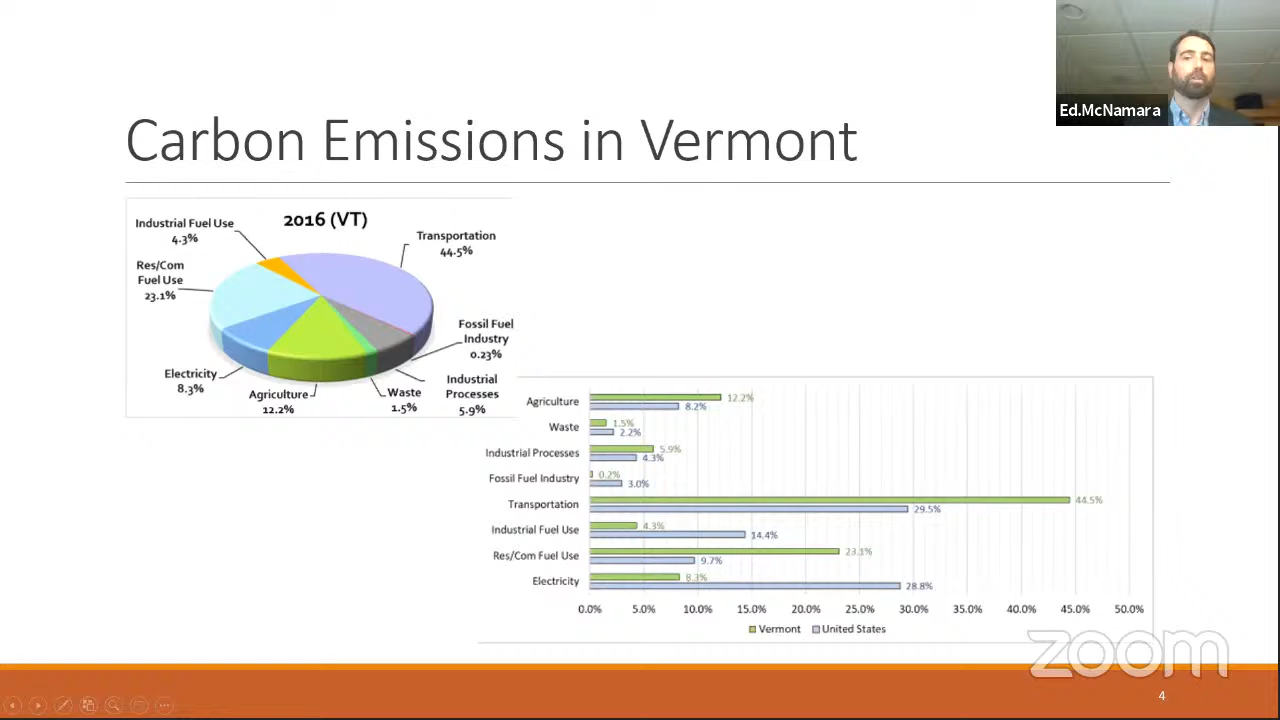 Ed.McNamara
Carbon Emissions in Vermont
2016 (VT)
Industrial Fuel Use
4.3%
Transportation
44.5%
Res/Com
Fuel Use
23.1%
Fossil Fuel
Industry
0.23%
Electricity
8.3%
Agriculture
12.2%
Waste
1.5%
Industrial
Processes
5.9%
Agriculture
12.2%
8.2%
Waste
1.5%
2.2%
Industrial Processes
5.9%
4.3%
Fossil Fuel Industry
0.2%
3.0%
Transportation
44.5%
29.5%
Industrial Fuel Use
4.3%
14.4%
Res/Com Fuel Use
23.1%
9.7%
Electricity
8.3%
28.8%
0.0% 5.0% 10.0% 15.0% 20.0% 25.0% 30.0% 35.0% 40.0% 45.0% 50.0%
Vermont United States
zoom
4